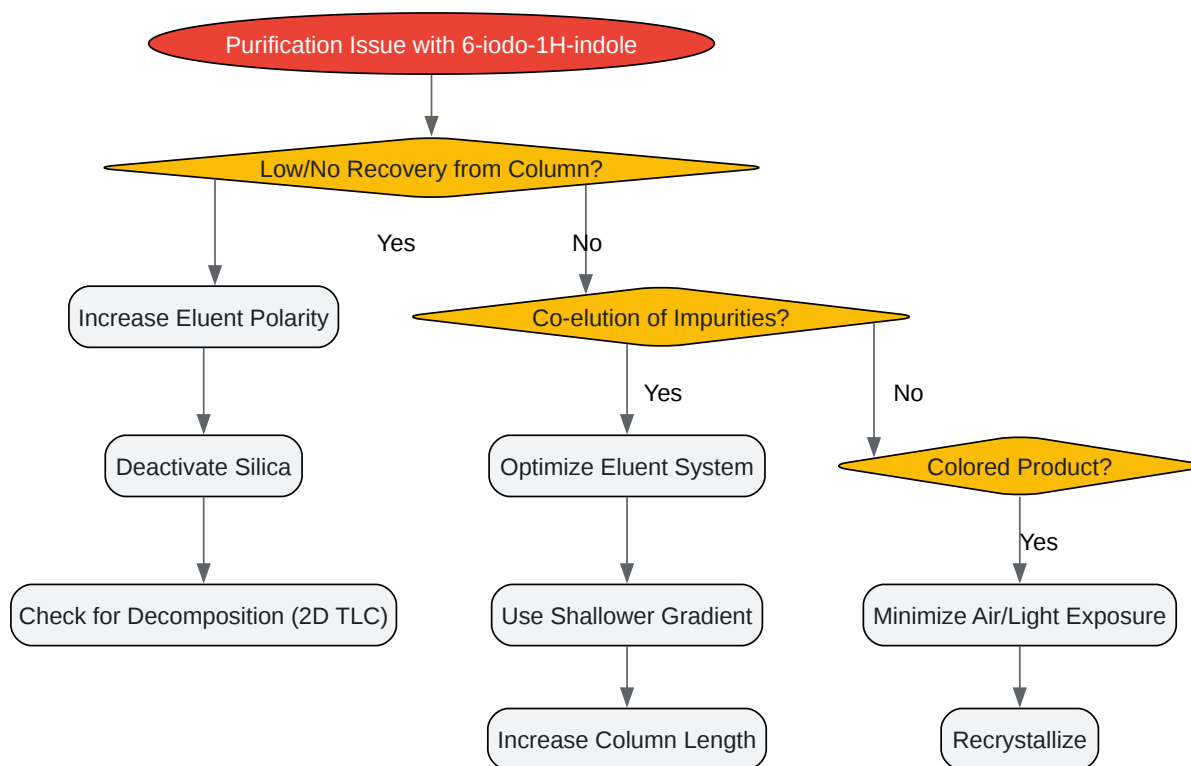 Purification Issue with 6-iodo-1H-indole
Low/No Recovery from Column?
Yes
No
Increase Eluent Polarity
Co-elution of Impurities?
Yes
No
Deactivate Silica
Optimize Eluent System
Colored Product?
Yes
Check for Decomposition (2D TLC)
Use Shallower Gradient
Minimize Air/Light Exposure
Increase Column Length
Recrystallize